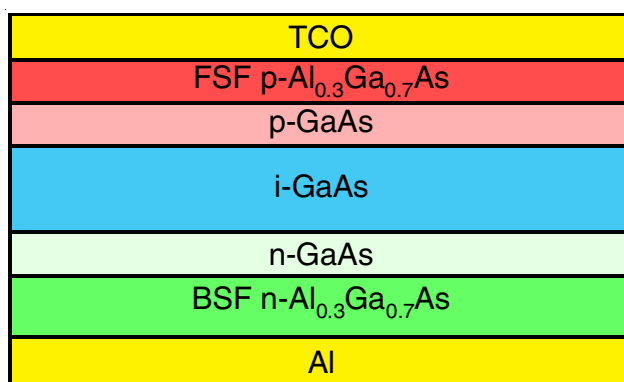 TCO
FSF p-Al₀.₃Ga₀.₇As
p-GaAs
i-GaAs
n-GaAs
BSF n-Al₀.₃Ga₀.₇As
Al